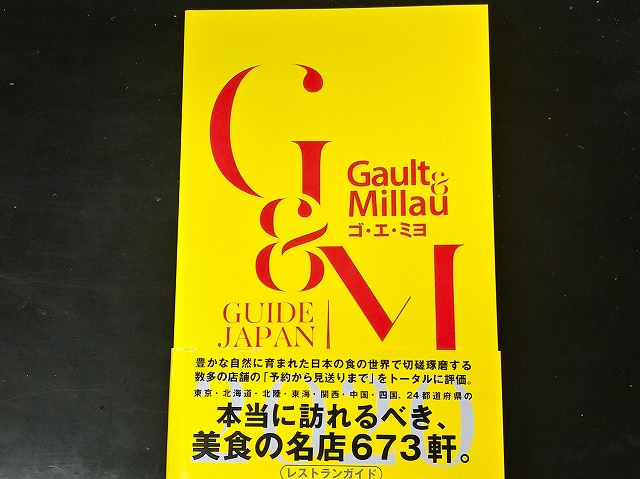 G
&
M
Gault&
Millau
ゴ・エ・ミヨ
GUIDE
JAPAN
豊かな自然に育まれた日本の食の世界で切磋琢磨する
数多の店舗の「予約から見送りまで」をトータルに評価。
東京・北海道・北陸・東海・関西・中国・四国、24都道府県の
本当に訪れるべき、
美食の名店673軒。
レストランガイド